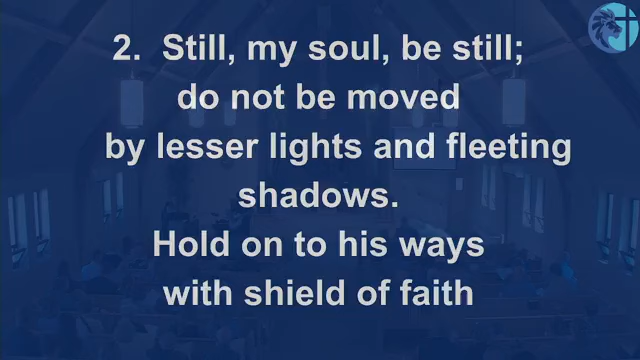 2. Still, my soul, be still;
do not be moved
by lesser lights and fleeting
shadows.
Hold on to his ways
with shield of faith